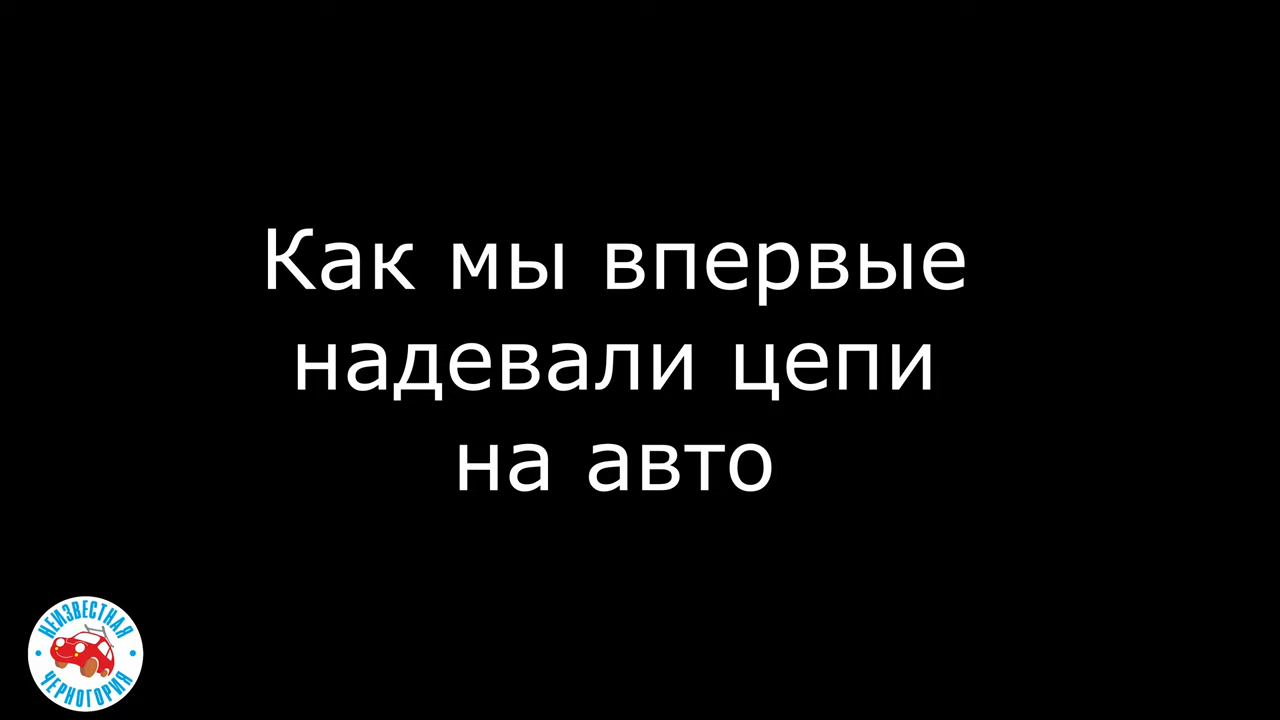 Как мы впервые
надевали цепи
на авто
НЕИЗВЕСТНАЯ
ЧЕРНОГОРИЯ